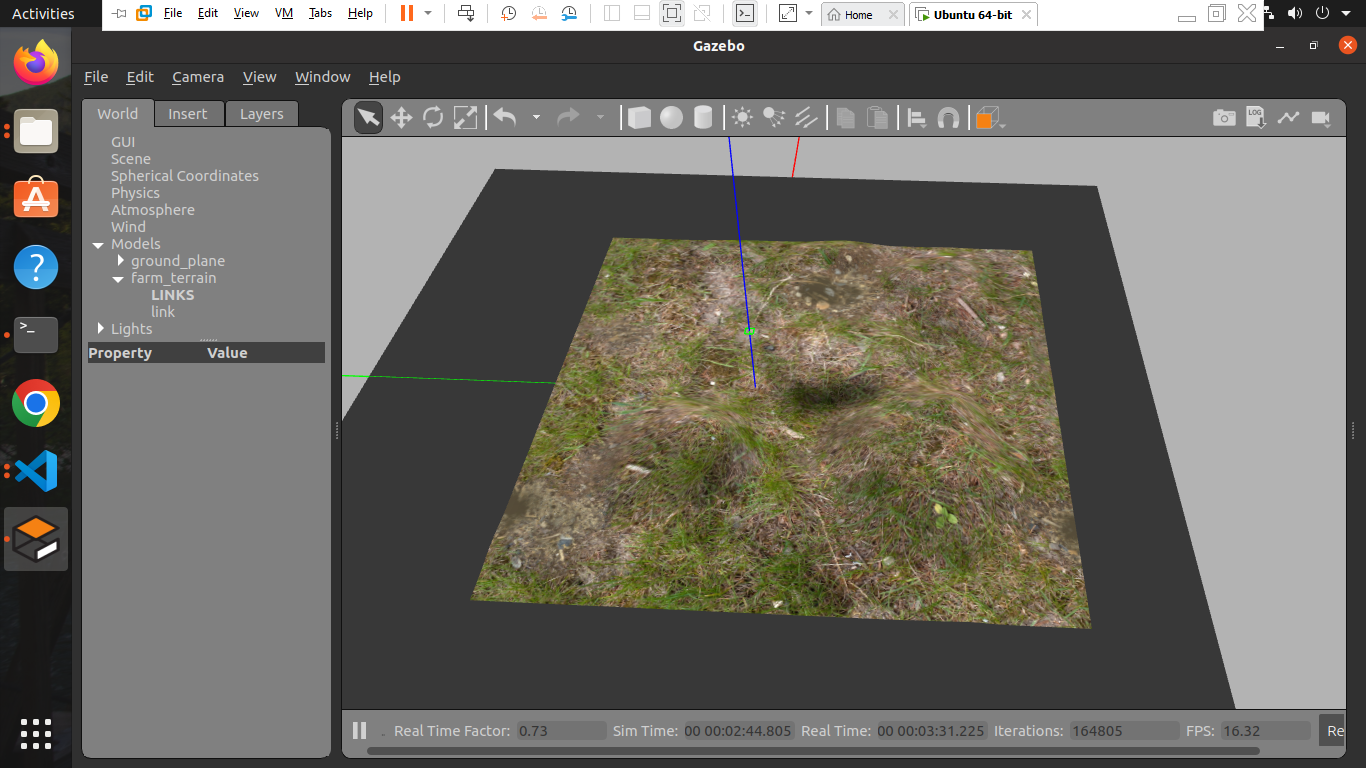 Activities
File Edit View VM Tabs Help
Home
Ubuntu 64-bit
Gazebo
File Edit Camera View Window Help
World Insert Layers
GUI
Scene
Spherical Coordinates
Physics
Atmosphere
Wind
Models
ground_plane
farm_terrain
LINKS
link
Lights
Property Value
LOG
Real Time Factor: 0.73 Sim Time: 00 00:02:44.805 Real Time: 00 00:03:31.225 Iterations: 164805 FPS: 16.32 Re